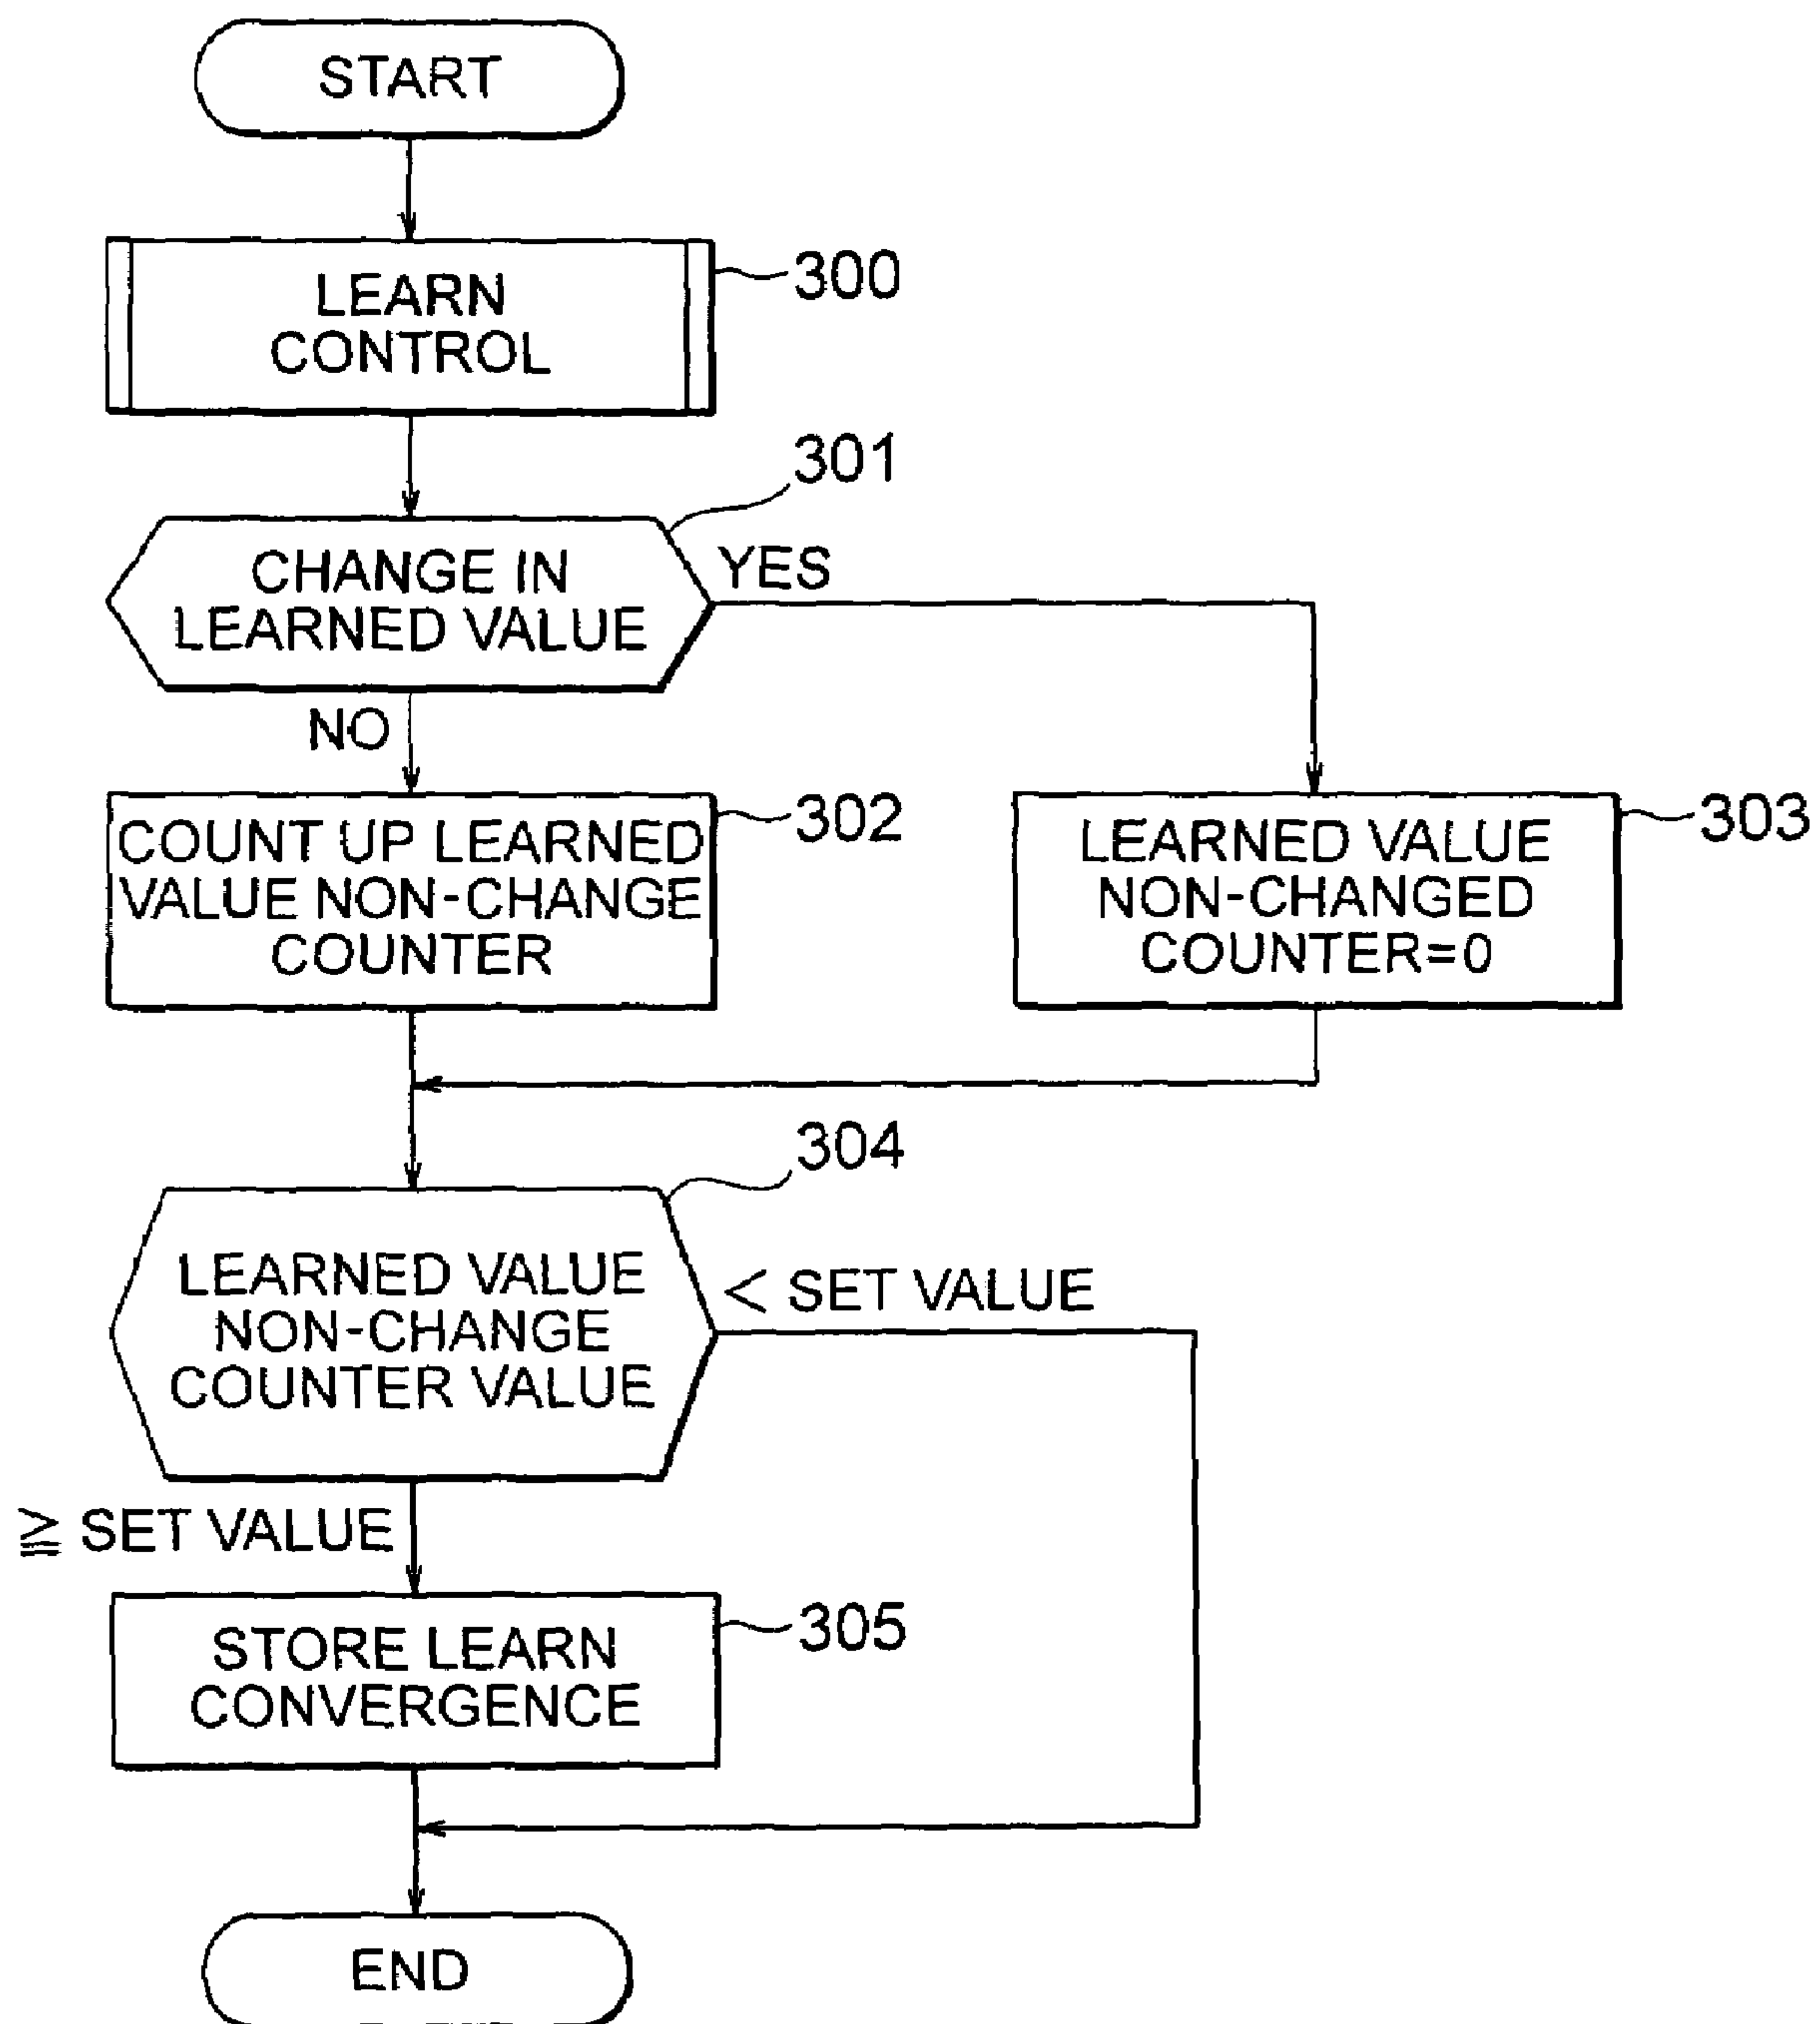 START
LEARN
CONTROL
300
301
CHANGE IN
LEARNED VALUE
YES
NO
COUNT UP LEARNED
VALUE NON-CHANGE
COUNTER
302
LEARNED VALUE
NON-CHANGED
COUNTER=0
303
304
LEARNED VALUE
NON-CHANGE
COUNTER VALUE
< SET VALUE
≧ SET VALUE
STORE LEARN
CONVERGENCE
305
END